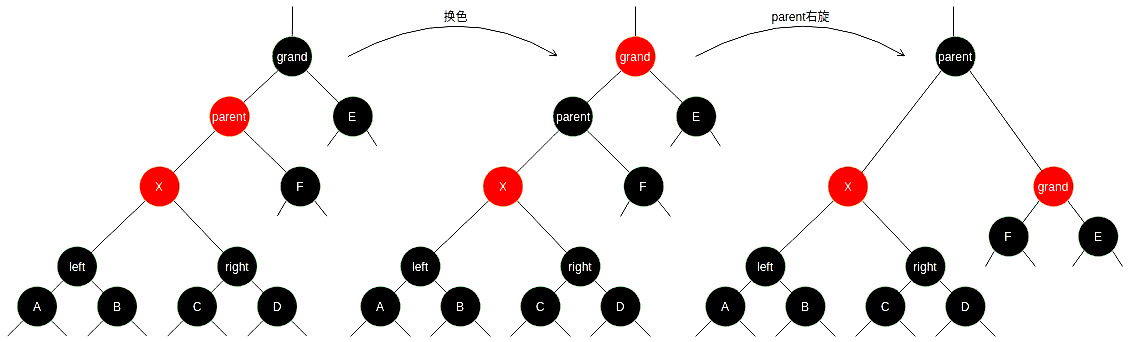 换色
parent右旋
grand
parent
E
X
F
left
right
A
B
C
D
grand
parent
E
X
F
left
right
A
B
C
D
parent
X
grand
F
E
left
right
A
B
C
D